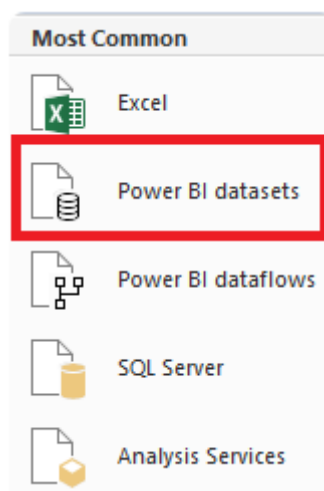 Most Common
Excel
Power BI datasets
Power BI dataflows
SQL Server
Analysis Services